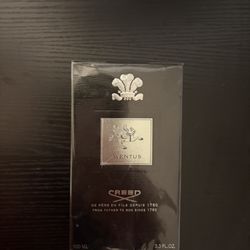 AVENTUS
CREED
DE PÈRE EN FILS DEPUIS 1760
FROM FATHER TO SON SINCE 1760
100 ML
3.3 FL.OZ.